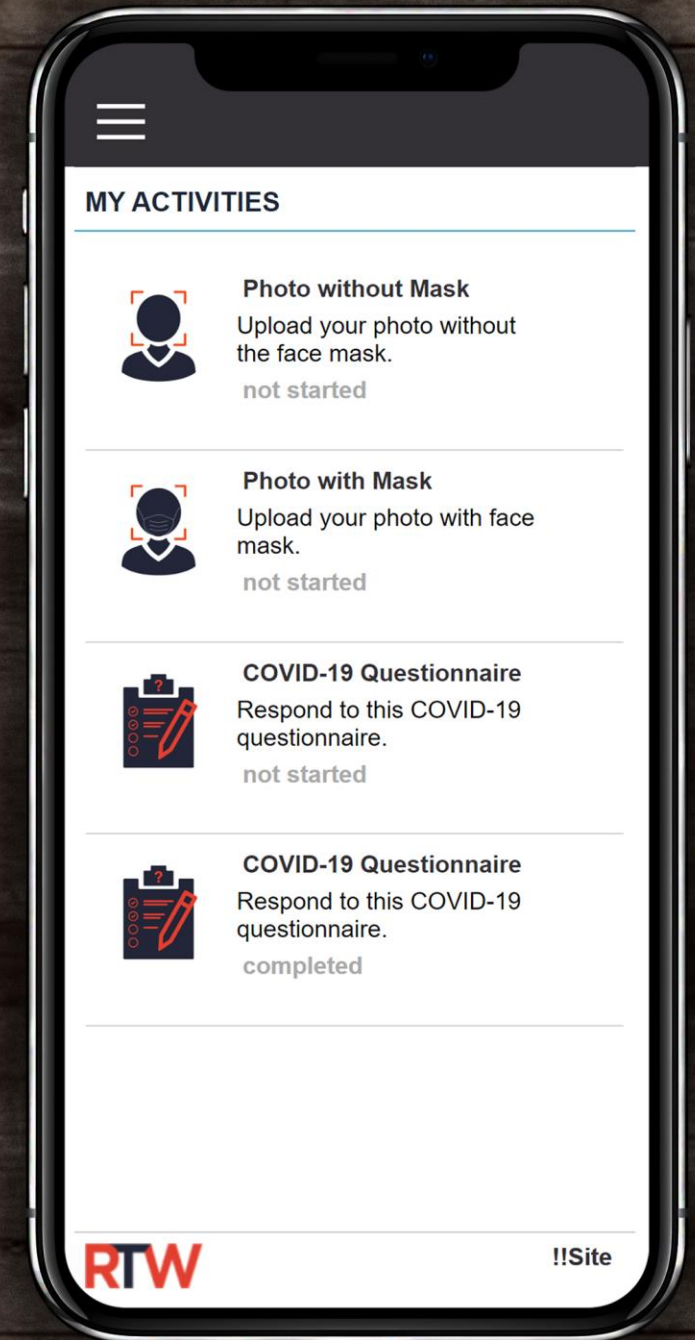 MY ACTIVITIES
Photo without Mask
Upload your photo without
the face mask.
not started
Photo with Mask
Upload your photo with face
mask.
not started
COVID-19 Questionnaire
Respond to this COVID-19
questionnaire.
not started
COVID-19 Questionnaire
Respond to this COVID-19
questionnaire.
completed
RTW
!!Site